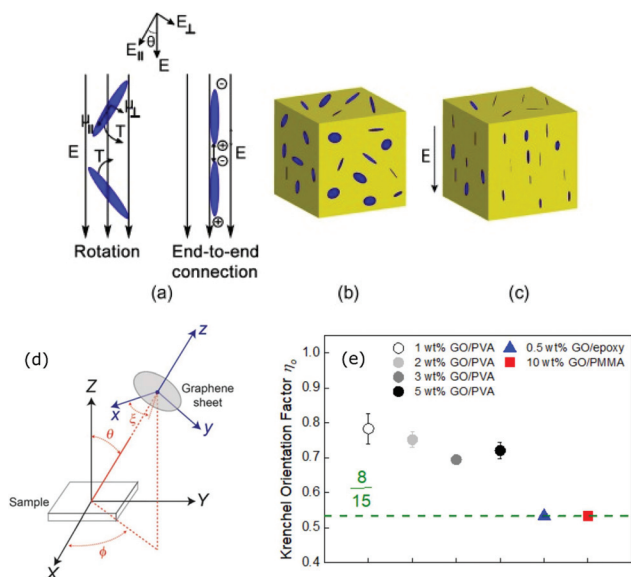 E∥ θ E⊥
E
μ∥ μ⊥
T
E T E
⊖
⊕
⊖
⊕
E
Rotation End-to-end
connection
(a) (b) (c)
(d)
z
Graphene
sheet
x ξ y
Z
θ
Sample
Y
ϕ
X
(e)
1 wt% GO/PVA 0.5 wt% GO/epoxy
2 wt% GO/PVA 10 wt% GO/PMMA
3 wt% GO/PVA
5 wt% GO/PVA
Krenchel Orientation Factor ηo
1.0
0.9
0.8
0.7
0.6
0.5
0.4
8
15